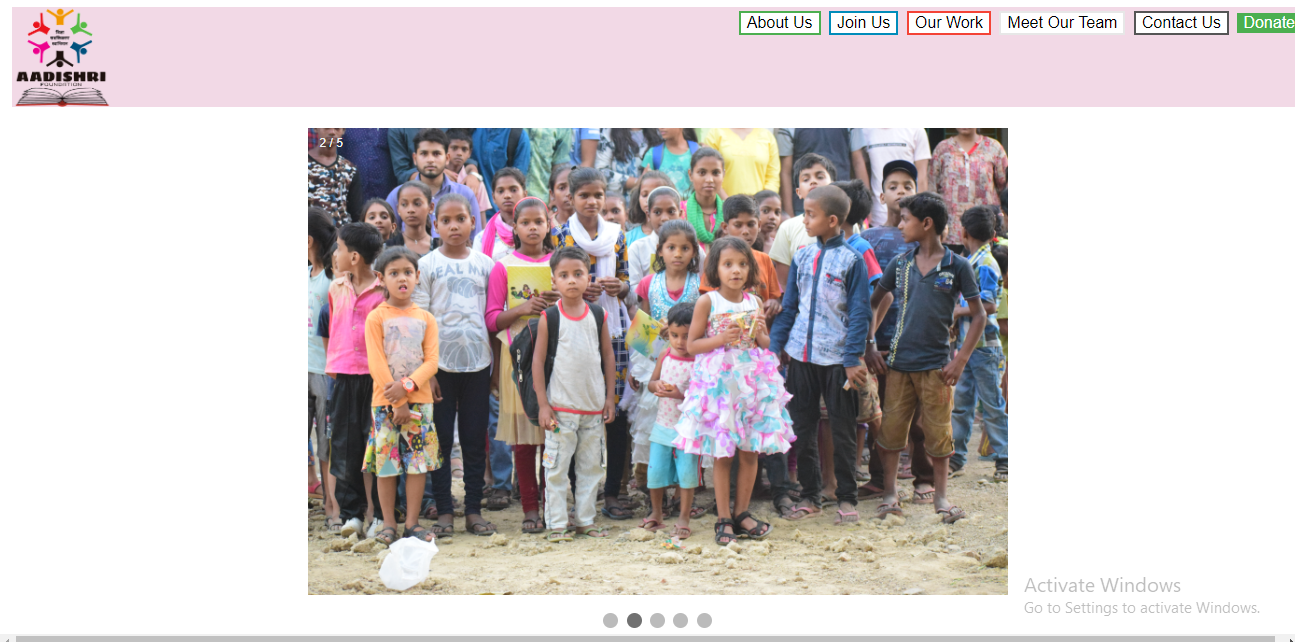 About Us
Join Us
Our Work
Meet Our Team
Contact Us
Donate
AADISHRI
FOUNDATION
2 / 5
Activate Windows
Go to Settings to activate Windows.